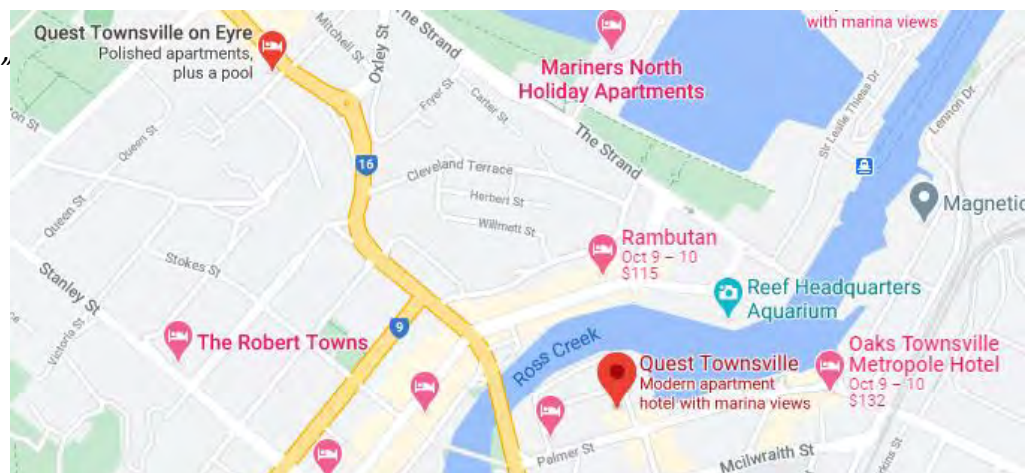 with marina views
Quest Townsville on Eyre
Polished apartments,
plus a pool
„
Mitchell St
Oxley St
The Strand
Mariners North
Holiday Apartments
Fryer St
Carter St
The Strand
Sir Leslie Thiess Dr
Lennon Dr
Queen St
16
Cleveland Terrace
Herbert St
Willmett St
Magnetic
Queen St
Stokes St
Rambutan
Oct 9 – 10
$115
Stanley St
Reef Headquarters
Aquarium
Victoria St
The Robert Towns
9
Ross Creek
Quest Townsville
Modern apartment
hotel with marina views
Oaks Townsville
Metropole Hotel
Oct 9 – 10
$132
Palmer St
Mcilwraith St